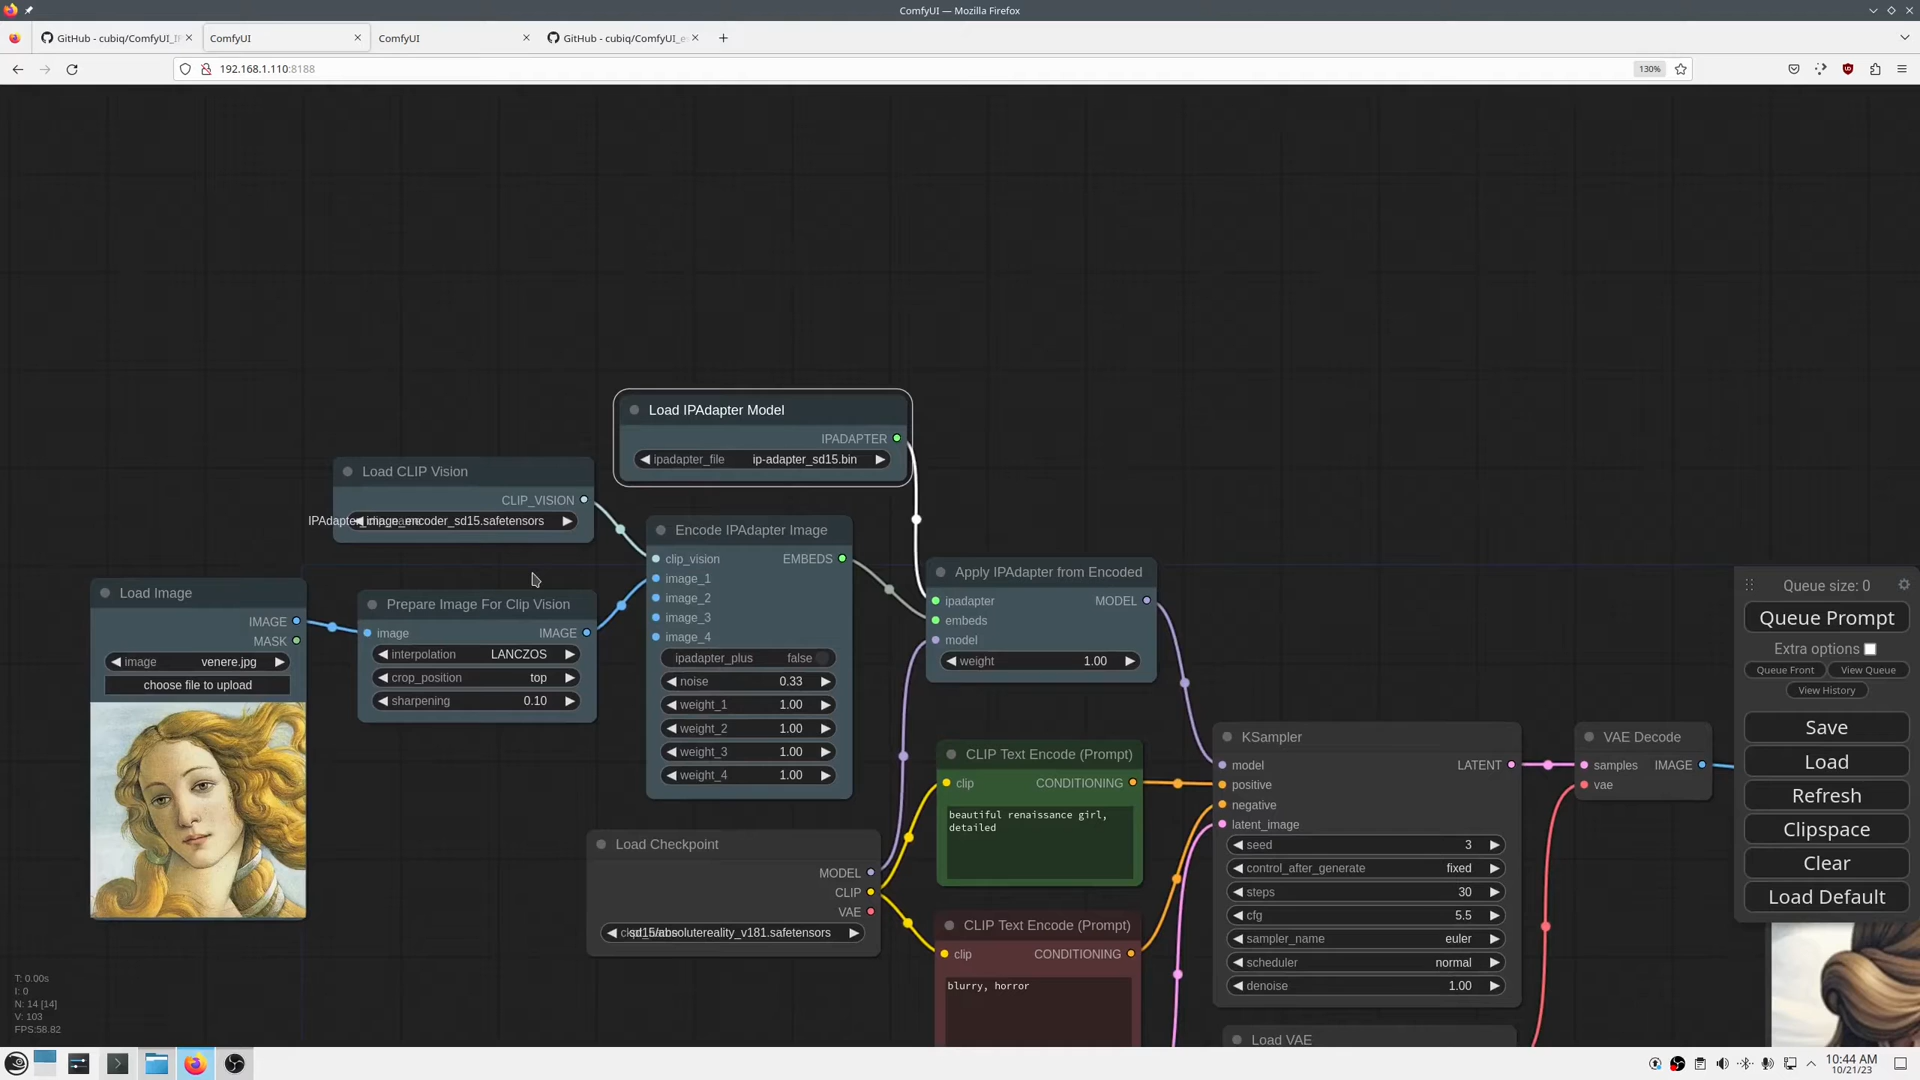 ComfyUI — Mozilla Firefox
GitHub - cubiq/ComfyUI_I
ComfyUI
ComfyUI
GitHub - cubiq/ComfyUI_e
192.168.1.110:8188
130%
Load IPAdapter Model
IPADAPTER
ipadapter_file ip-adapter_sd15.bin
Load CLIP Vision
CLIP_VISION
IPAdapter_image_encoder_sd15.safetensors
Encode IPAdapter Image
clip_vision EMBEDS
image_1
image_2
image_3
image_4
ipadapter_plus false
noise 0.33
weight_1 1.00
weight_2 1.00
weight_3 1.00
weight_4 1.00
Apply IPAdapter from Encoded
ipadapter MODEL
embeds
model
weight 1.00
Load Image
IMAGE
MASK
image venere.jpg
choose file to upload
Prepare Image For Clip Vision
image IMAGE
interpolation LANCZOS
crop_position top
sharpening 0.10
Load Checkpoint
MODEL
CLIP
VAE
sd15/absolutereality_v181.safetensors
CLIP Text Encode (Prompt)
clip CONDITIONING
beautiful renaissance girl,
detailed
CLIP Text Encode (Prompt)
clip CONDITIONING
blurry, horror
KSampler
model LATENT
positive
negative
latent_image
seed 3
control_after_generate fixed
steps 30
cfg 5.5
sampler_name euler
scheduler normal
denoise 1.00
Load VAE
VAE Decode
samples IMAGE
vae
Queue size: 0
Queue Prompt
Extra options
Queue Front View Queue
View History
Save
Load
Refresh
Clipspace
Clear
Load Default
T: 0.00s
I: 0
N: 14 [14]
V: 103
FPS:58.82
10:44 AM
10/21/23